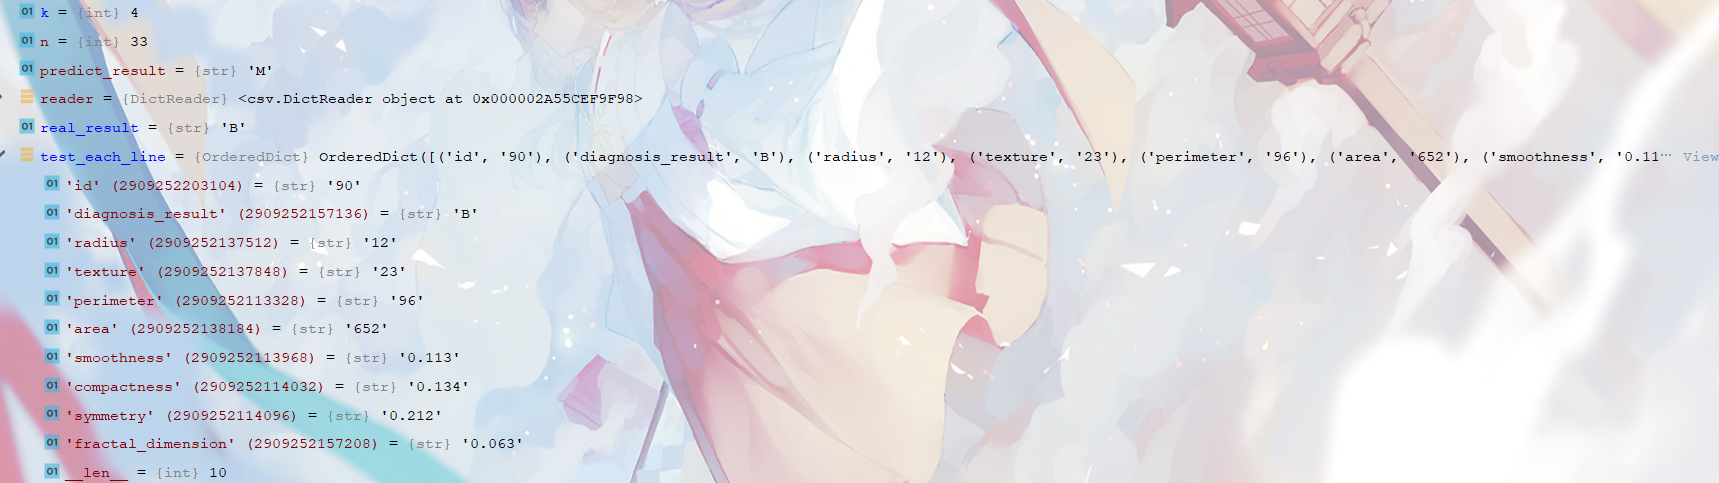 01 k = {int} 4
01 n = {int} 33
01 predict_result = {str} 'M'
reader = {DictReader} <csv.DictReader object at 0x000002A55CEF9F98>
01 real_result = {str} 'B'
test_each_line = {OrderedDict} OrderedDict([('id', '90'), ('diagnosis_result', 'B'), ('radius', '12'), ('texture', '23'), ('perimeter', '96'), ('area', '652'), ('smoothness', '0.11… View
01 'id' (2909252203104) = {str} '90'
01 'diagnosis_result' (2909252157136) = {str} 'B'
01 'radius' (2909252137512) = {str} '12'
01 'texture' (2909252137848) = {str} '23'
01 'perimeter' (2909252113328) = {str} '96'
01 'area' (2909252138184) = {str} '652'
01 'smoothness' (2909252113968) = {str} '0.113'
01 'compactness' (2909252114032) = {str} '0.134'
01 'symmetry' (2909252114096) = {str} '0.212'
01 'fractal_dimension' (2909252157208) = {str} '0.063'
01 __len__ = {int} 10